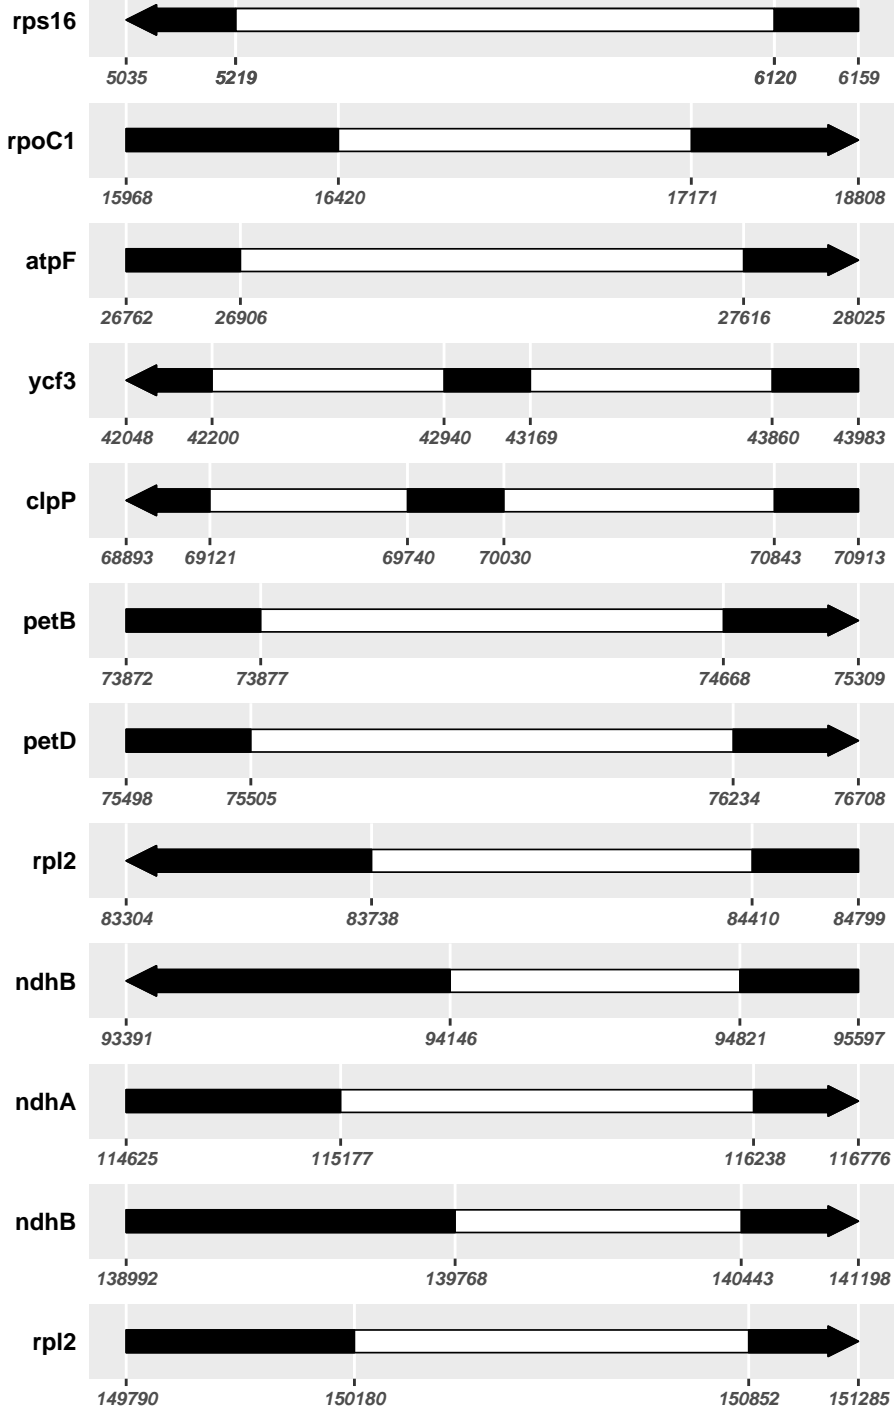 rps16
5035 5219 6120 6159
rpoC1
15968 16420 17171 18808
atpF
26762 26906 27616 28025
ycf3
42048 42200 42940 43169 43860 43983
clpP
68893 69121 69740 70030 70843 70913
petB
73872 73877 74668 75309
petD
75498 75505 76234 76708
rpl2
83304 83738 84410 84799
ndhB
93391 94146 94821 95597
ndhA
114625 115177 116238 116776
ndhB
138992 139768 140443 141198
rpl2
149790 150180 150852 151285